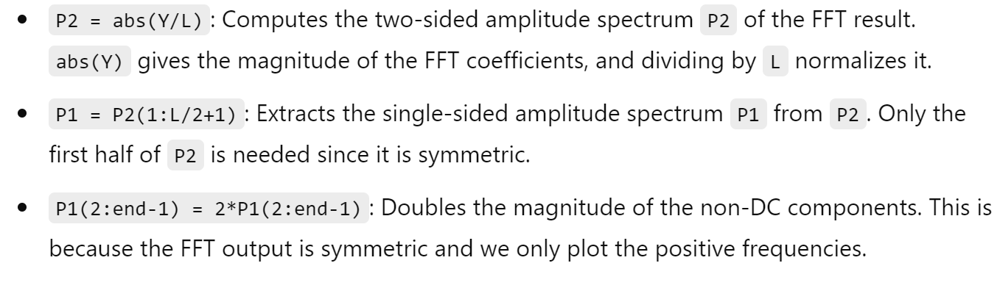 • P2 = abs(Y/L): Computes the two-sided amplitude spectrum P2 of the FFT result.
abs(Y) gives the magnitude of the FFT coefficients, and dividing by L normalizes it.
• P1 = P2(1:L/2+1): Extracts the single-sided amplitude spectrum P1 from P2. Only the
first half of P2 is needed since it is symmetric.
• P1(2:end-1) = 2*P1(2:end-1): Doubles the magnitude of the non-DC components. This is
because the FFT output is symmetric and we only plot the positive frequencies.